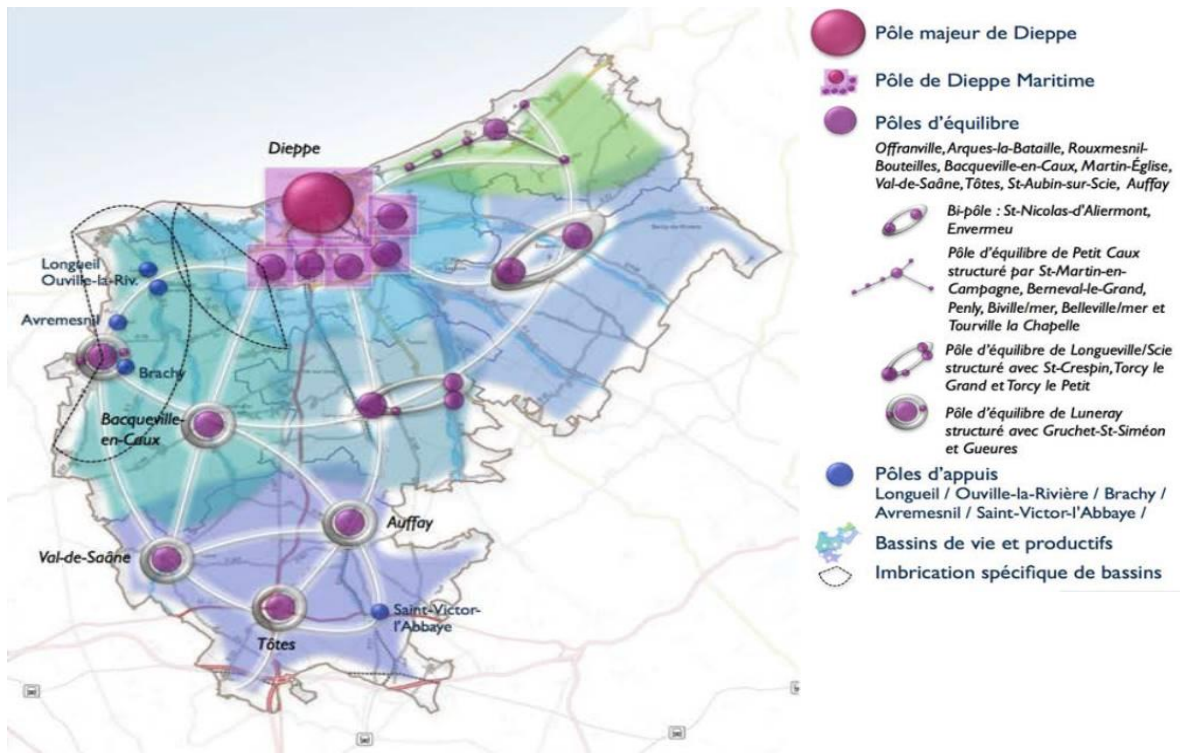 Dieppe
Longueil
Ouville-la-Riv.
Avremesnil
Brachy
Bacqueville-
en-Caux
Auffay
Val-de-Saâne
Saint-Victor-
l'Abbaye
Tôtes
Pôle majeur de Dieppe
Pôle de Dieppe Maritime
Pôles d'équilibre
Offranville, Arques-la-Bataille, Rouxmesnil-
Bouteilles, Bacqueville-en-Caux, Martin-Église,
Val-de-Saâne, Tôtes, St-Aubin-sur-Scie, Auffay
Bi-pôle : St-Nicolas-d'Aliermont,
Envermeu
Pôle d'équilibre de Petit Caux
structuré par St-Martin-en-
Campagne, Berneval-le-Grand,
Penly, Biville/mer, Belleville/mer et
Tourville la Chapelle
Pôle d'équilibre de Longueville/Scie
structuré avec St-Crespin, Torcy le
Grand et Torcy le Petit
Pôle d'équilibre de Luneray
structuré avec Gruchet-St-Siméon
et Gueures
Pôles d'appuis
Longueil / Ouville-la-Rivière / Brachy /
Avremesnil / Saint-Victor-l'Abbaye /
Bassins de vie et productifs
Imbrication spécifique de bassins